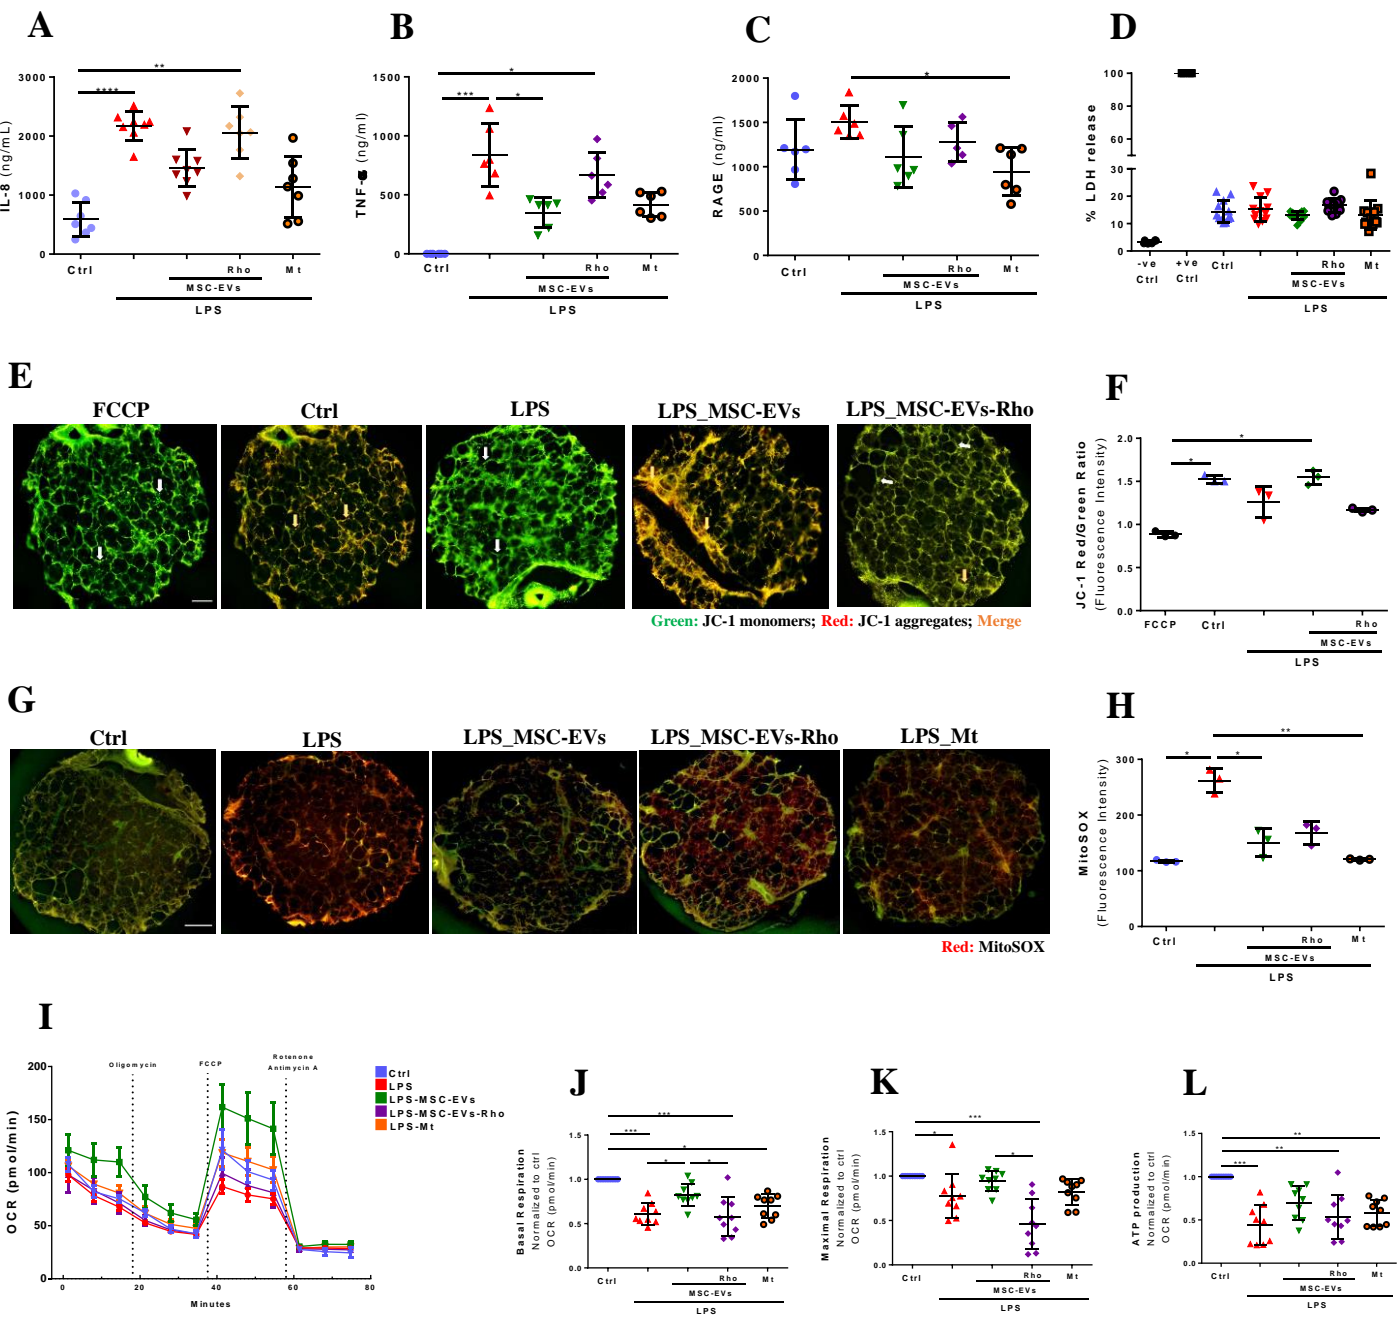 A
B
C
D
IL-8 (ng/mL)
3000
2000
1000
0
**
****
Ctrl
Rho
Mt
MSC-EVs
LPS
(ng/ml)
1500
1000
500
0
*
***
*
Ctrl
Rho
Mt
MSC-EVs
LPS
RAGE (ng/ml)
2000
1500
1000
500
0
*
Ctrl
Rho
Mt
MSC-EVs
LPS
% LDH release
100
80
60
30
20
10
0
-ve Ctrl
+ve Ctrl
Ctrl
Rho
Mt
MSC-EVs
LPS
E
FCCP
Ctrl
LPS
LPS_MSC-EVs
LPS_MSC-EVs-Rho
Green: JC-1 monomers; Red: JC-1 aggregates; Merge
F
JC-1 Red/Green Ratio
(Fluorescence Intensity)
2.0
1.5
1.0
0.5
0.0
*
*
FCCP
Ctrl
Rho
MSC-EVs
LPS
G
Ctrl
LPS
LPS_MSC-EVs
LPS_MSC-EVs-Rho
LPS_Mt
Red: MitoSOX
H
MitoSOX
(Fluorescence Intensity)
300
200
100
0
**
*
*
Ctrl
Rho
Mt
MSC-EVs
LPS
I
OCR (pmol/min)
200
150
100
50
0
Oligomycin
FCCP
Rotenone
Antimycin A
0
20
40
60
80
Minutes
Ctrl
LPS
LPS-MSC-EVs
LPS-MSC-EVs-Rho
LPS-Mt
J
Basal Respiration
Normalized to ctrl
OCR (pmol/min)
1.5
1.0
0.5
0.0
***
***
*
*
*
Ctrl
Rho
Mt
MSC-EVs
LPS
K
Maximal Respiration
Normalized to ctrl
OCR (pmol/min)
1.5
1.0
0.5
0.0
***
*
*
Ctrl
Rho
Mt
MSC-EVs
LPS
L
ATP production
Normalized to ctrl
OCR (pmol/min)
1.5
1.0
0.5
0.0
**
**
***
Ctrl
Rho
Mt
MSC-EVs
LPS